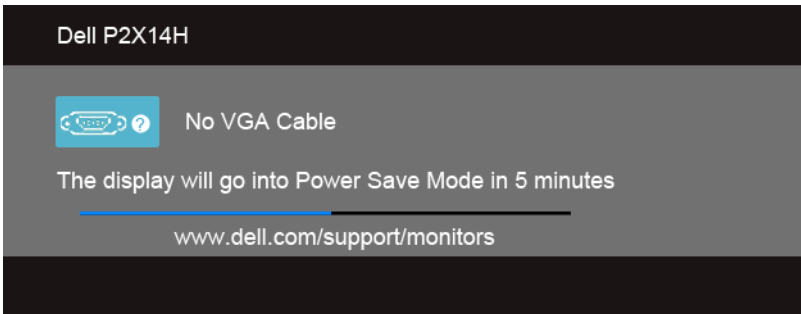 Dell P2X14H
? No VGA Cable
The display will go into Power Save Mode in 5 minutes
www.dell.com/support/monitors